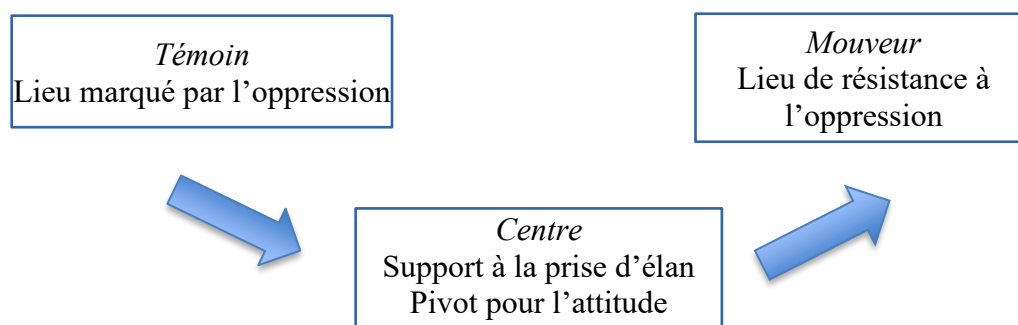 Témoin
Lieu marqué par l’oppression
Mouveur
Lieu de résistance à
l’oppression
Centre
Support à la prise d’élan
Pivot pour l’attitude